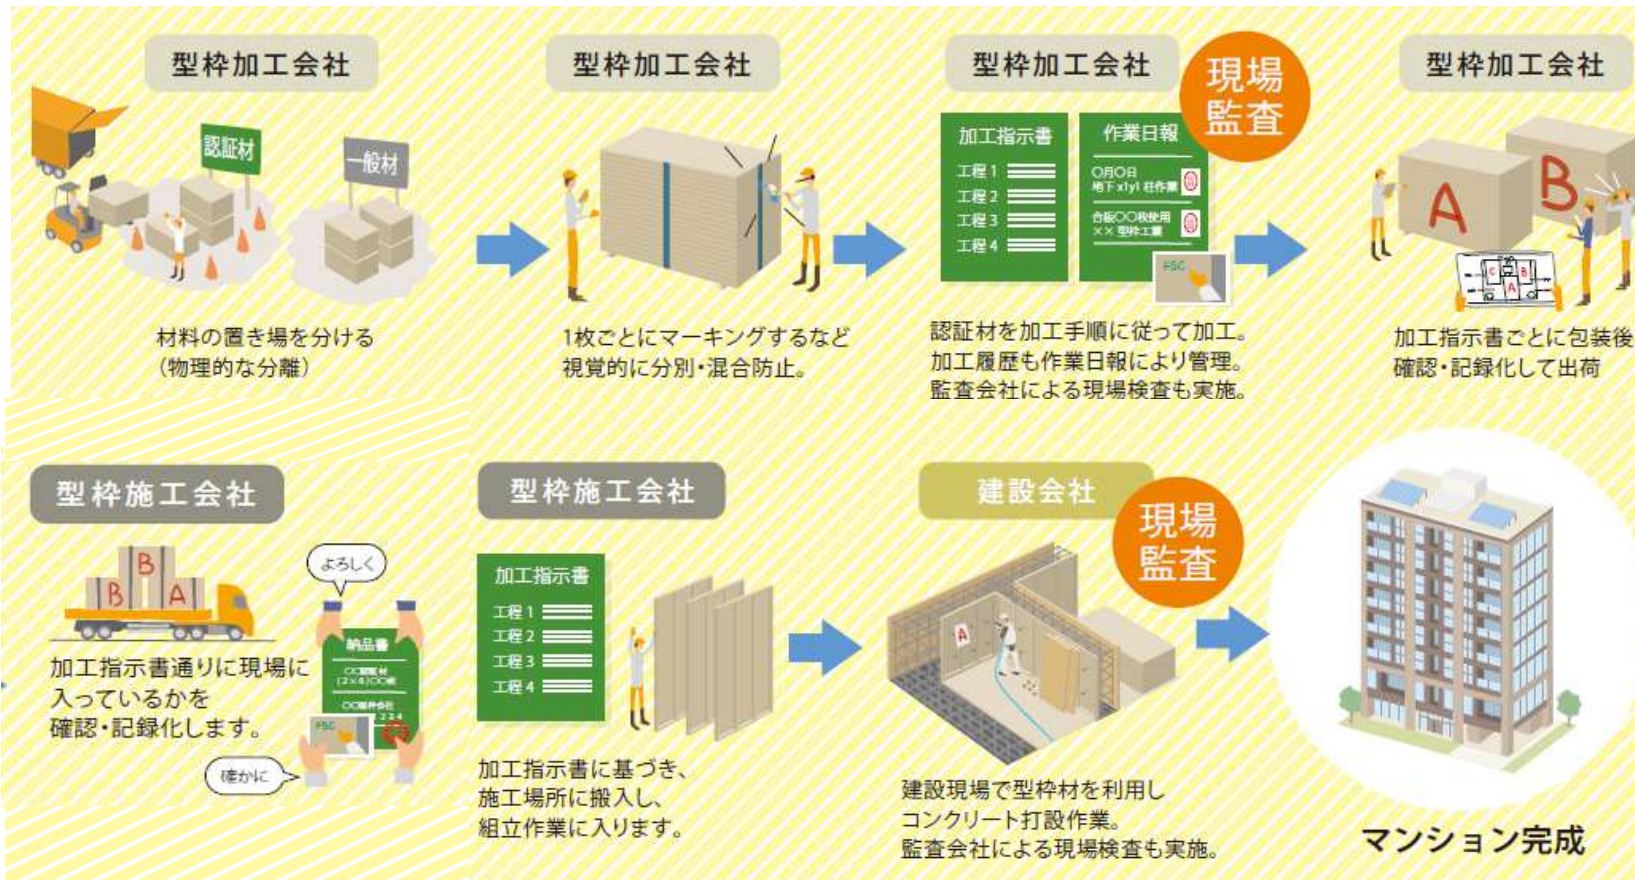 型枠加工会社
認証材
一般材
材料の置き場を分ける
（物理的な分離）
型枠加工会社
1枚ごとにマーキングするなど
視覚的に分別・混合防止。
型枠加工会社
現場
監査
加工指示書
工程 1
工程 2
工程 3
工程 4
作業日報
〇月〇日
地下 x1y1 柱作業
合板〇〇枚使用
×× 型枠工業
FSC
認証材を加工手順に従って加工。
加工履歴も作業日報により管理。
監査会社による現場検査も実施。
型枠加工会社
A
B
C
B
A
加工指示書ごとに包装後
確認・記録化して出荷
型枠施工会社
B
B
A
よろしく
納品書
FSC
確かに
加工指示書通りに現場に
入っているかを
確認・記録化します。
型枠施工会社
加工指示書
工程 1
工程 2
工程 3
工程 4
加工指示書に基づき、
施工場所に搬入し、
組立作業に入ります。
建設会社
現場
監査
A
建設現場で型枠材を利用し
コンクリート打設作業。
監査会社による現場検査も実施。
マンション完成